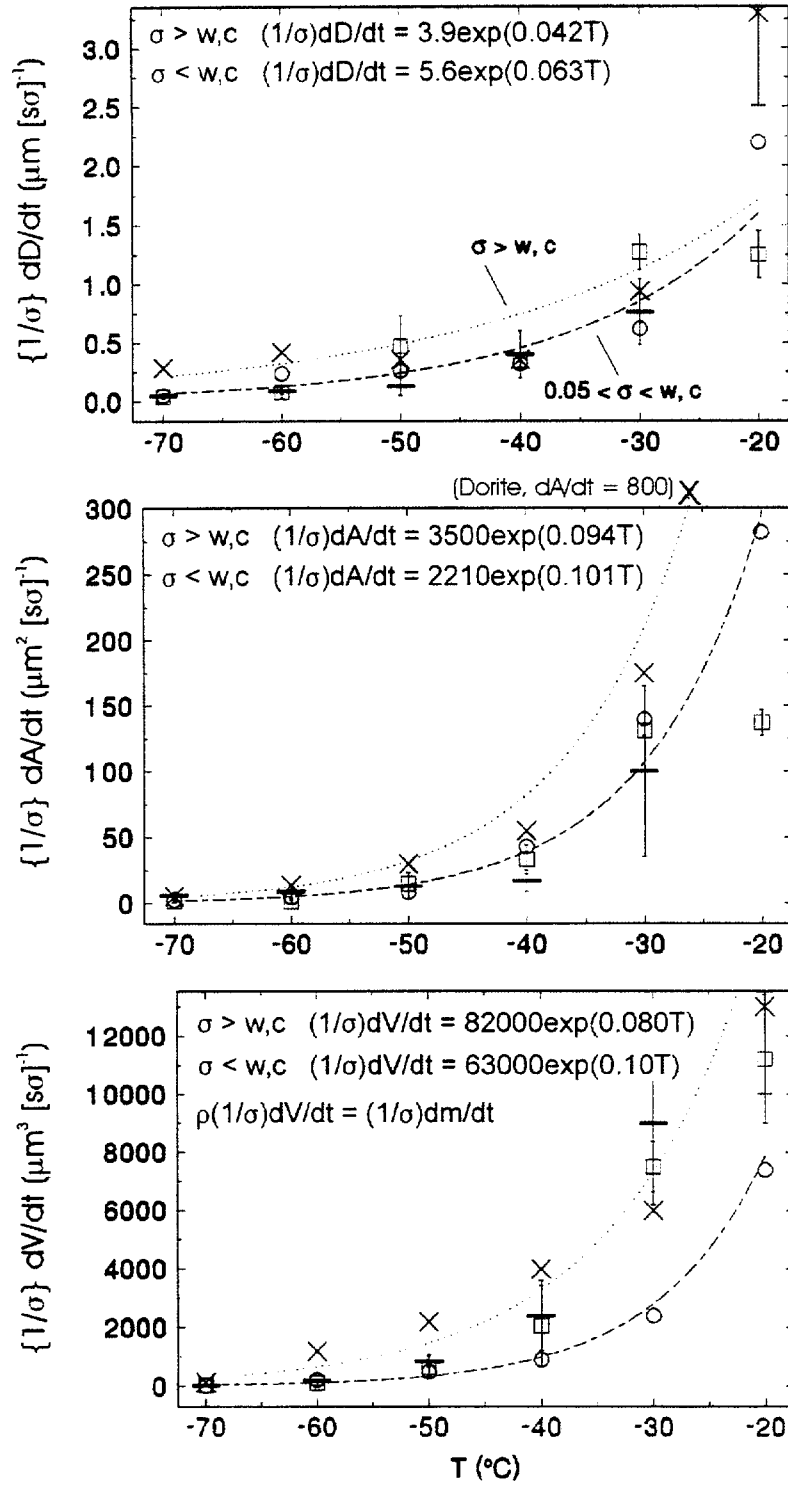 σ > w,c (1/σ)dD/dt = 3.9exp(0.042T)
σ < w,c (1/σ)dD/dt = 5.6exp(0.063T)
{1/σ} dD/dt (μm [sσ]⁻¹)
3.0
2.5
2.0
1.5
1.0
0.5
0.0
σ > w, c
0.05 < σ < w, c
-70 -60 -50 -40 -30 -20
(Dorite, dA/dt = 800)
σ > w,c (1/σ)dA/dt = 3500exp(0.094T)
σ < w,c (1/σ)dA/dt = 2210exp(0.101T)
{1/σ} dA/dt (μm² [sσ]⁻¹)
300
250
200
150
100
50
0
-70 -60 -50 -40 -30 -20
σ > w,c (1/σ)dV/dt = 82000exp(0.080T)
σ < w,c (1/σ)dV/dt = 63000exp(0.10T)
ρ(1/σ)dV/dt = (1/σ)dm/dt
{1/σ} dV/dt (μm³ [sσ]⁻¹)
12000
10000
8000
6000
4000
2000
0
-70 -60 -50 -40 -30 -20
T (°C)